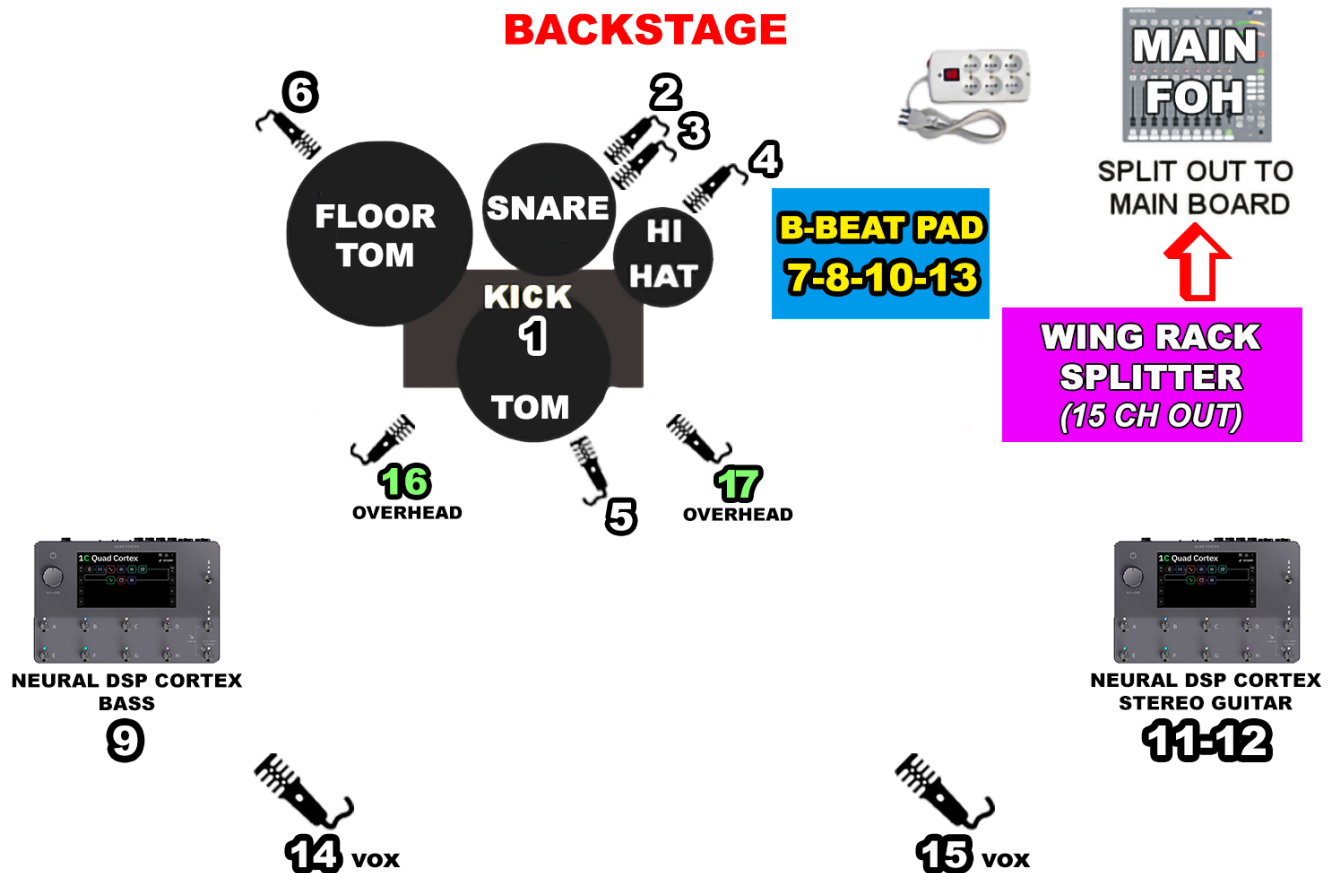 BACKSTAGE
6
2
3
4
MAIN
FOH
SPLIT OUT TO
MAIN BOARD
FLOOR
TOM
SNARE
HI
HAT
B-BEAT PAD
7-8-10-13
KICK
1
TOM
WING RACK
SPLITTER
(15 CH OUT)
16
OVERHEAD
5
17
OVERHEAD
1C Quad Cortex
A
B
C
D
E
F
G
H
NEURAL DSP CORTEX
BASS
9
1C Quad Cortex
A
B
C
D
E
F
G
H
NEURAL DSP CORTEX
STEREO GUITAR
11-12
14 VOX
15 VOX